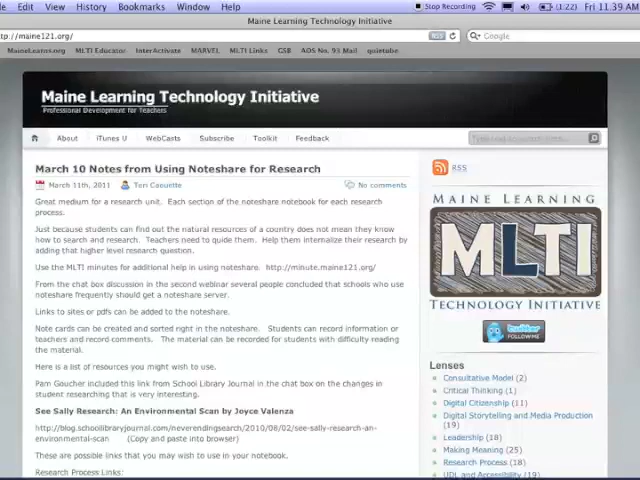 Edit View History Bookmarks Window Help Stop Recording (1:22) Fri 11:39 AM
Maine Learning Technology Initiative
tp://maine121.org/ RSS Google
MaineLearns.org MLTI Educator InterActivate MARVEL MLTI Links CSB ADS No. 93 Mail quietube
Maine Learning Technology Initiative
Professional Development for Teachers
About iTunes U WebCasts Subscribe Toolkit Feedback
March 10 Notes from Using Noteshare for Research
March 11th, 2011 Teri Caouette No comments
Great medium for a research unit. Each section of the noteshare notebook for each research
process.
Just because students can find out the natural resources of a country does not mean they
know how to search and research. Teachers need to guide them. Help them internalize their research by
adding that higher level research question.
Use the MLTI minutes for additional help in using noteshare. http://minute.maine121.org/
From the chat box discussion in the second webinar several people concluded that schools who use
noteshare frequently should get a noteshare server.
Links to sites or pdfs can be added to the noteshare.
Note cards can be created and sorted right in the noteshare. Students can record information or
teachers and record comments. The material can be recorded for students with difficulty reading
the material.
Here is a list of resources you might wish to use.
Pam Goucher included this link from School Library Journal in the chat box on the changes in
student researching that is very interesting.
See Sally Research: An Environmental Scan by Joyce Valenza
http://blog.schoollibraryjournal.com/neverendingsearch/2010/08/02/see-sally-research-an-
environmental-scan (Copy and paste into browser)
These are possible links that you may wish to use in your notebook.
Research Process Links:
RSS
MAINE LEARNING
MLTI
TECHNOLOGY INITIATIVE
twitter
FOLLOW ME
Lenses
Consultative Model (2)
Critical Thinking (1)
Digital Citizenship (11)
Digital Storytelling and Media Production
(19)
Leadership (18)
Making Meaning (25)
Research Process (18)
UDL and Accessibility (19)